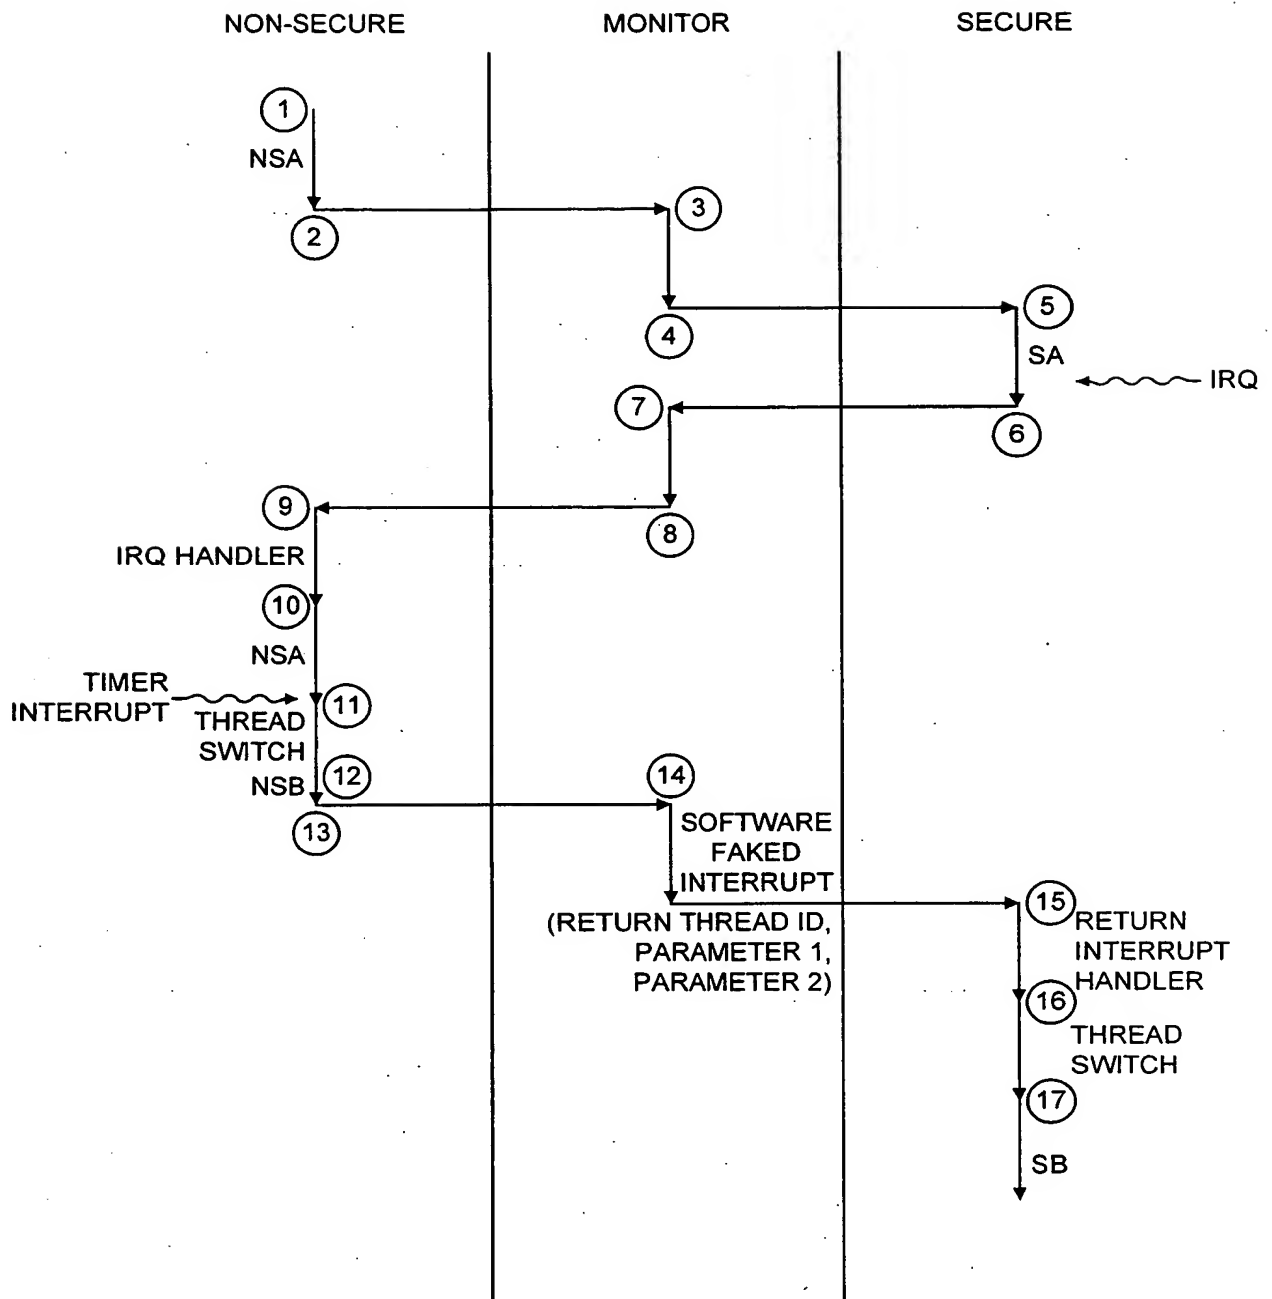 NON-SECURE MONITOR SECURE
1
NSA
2
3
4
5
SA
IRQ
6
7
8
9
IRQ HANDLER
10
NSA
TIMER
INTERRUPT
11
THREAD
SWITCH
NSB
12
13
14
SOFTWARE
FAKED
INTERRUPT
(RETURN THREAD ID,
PARAMETER 1,
PARAMETER 2)
15
RETURN
INTERRUPT
HANDLER
16
THREAD
SWITCH
17
SB